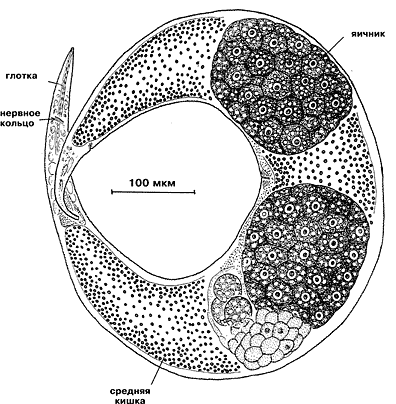 яичник
глотка
нервное
кольцо
100 мкм
средняя
кишка